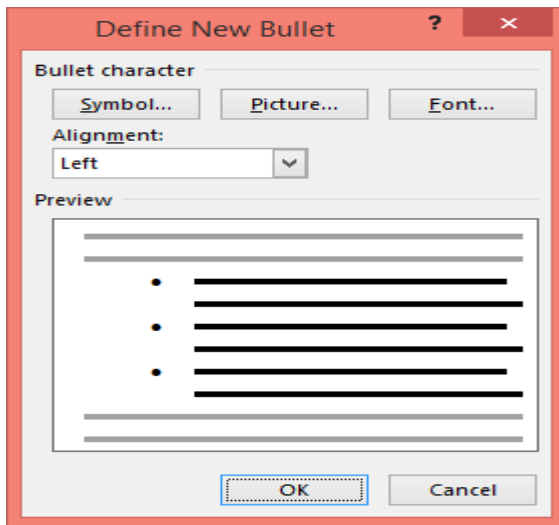 Define New Bullet ? ×
Bullet character
Symbol... Picture... Font...
Alignment:
Left
Preview
OK Cancel